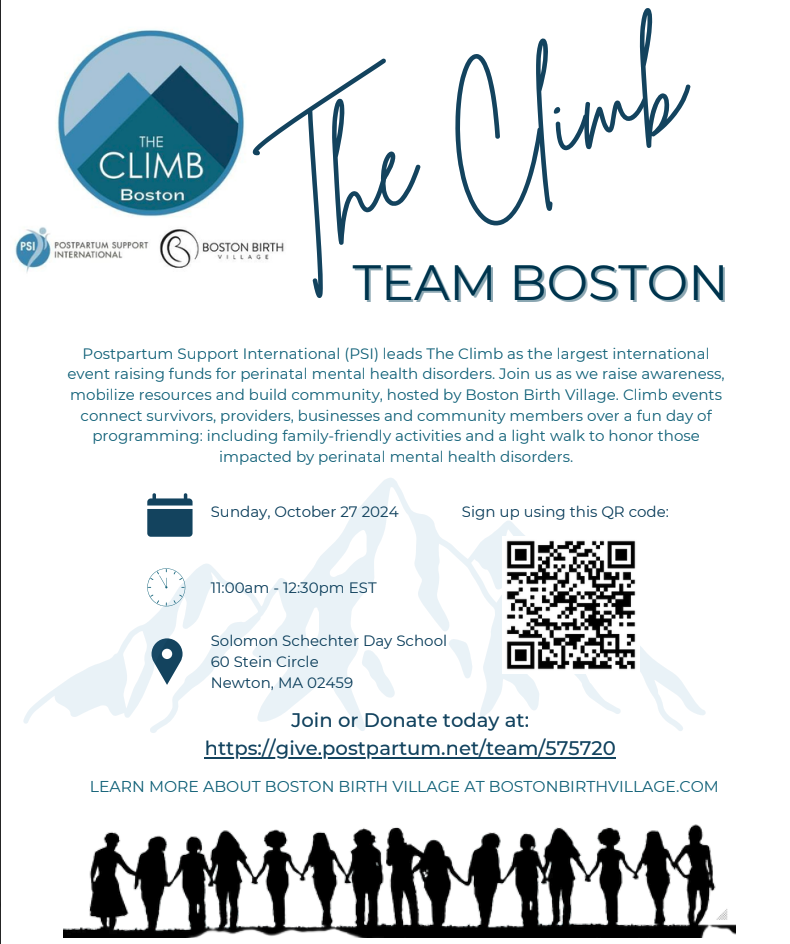 THE
CLIMB
Boston
The Climb
PSI
POSTPARTUM SUPPORT
INTERNATIONAL
BOSTON BIRTH
VILLAGE
TEAM BOSTON
Postpartum Support International (PSI) leads The Climb as the largest international
event raising funds for perinatal mental health disorders. Join us as we raise awareness,
mobilize resources and build community, hosted by Boston Birth Village. Climb events
connect survivors, providers, businesses and community members over a fun day of
programming: including family-friendly activities and a light walk to honor those
impacted by perinatal mental health disorders.
Sunday, October 27 2024
Sign up using this QR code:
11:00am - 12:30pm EST
Solomon Schechter Day School
60 Stein Circle
Newton, MA 02459
Join or Donate today at:
https://give.postpartum.net/team/575720
LEARN MORE ABOUT BOSTON BIRTH VILLAGE AT BOSTONBIRTHVILLAGE.COM